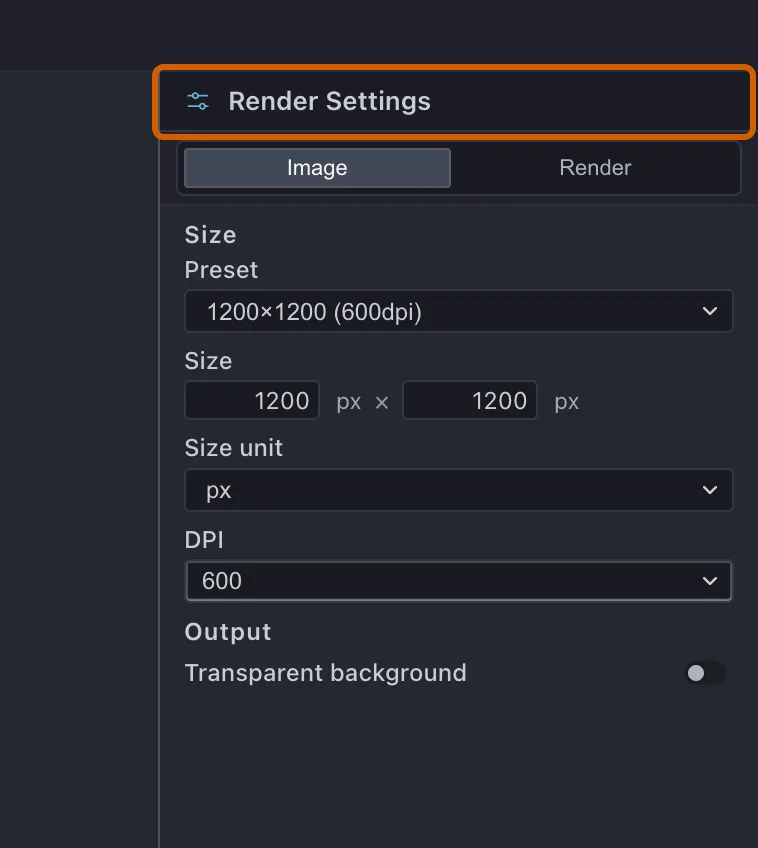 Render Settings
Image Render
Size
Preset
1200×1200 (600dpi)
Size
1200 px × 1200 px
Size unit
px
DPI
600
Output
Transparent background